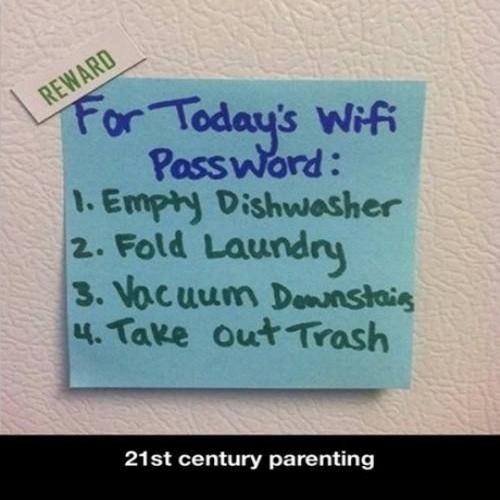 REWARD
For Today's Wifi
Password:
1. Empty Dishwasher
2. Fold Laundry
3. Vacuum Downstairs
4. Take Out Trash
21st century parenting